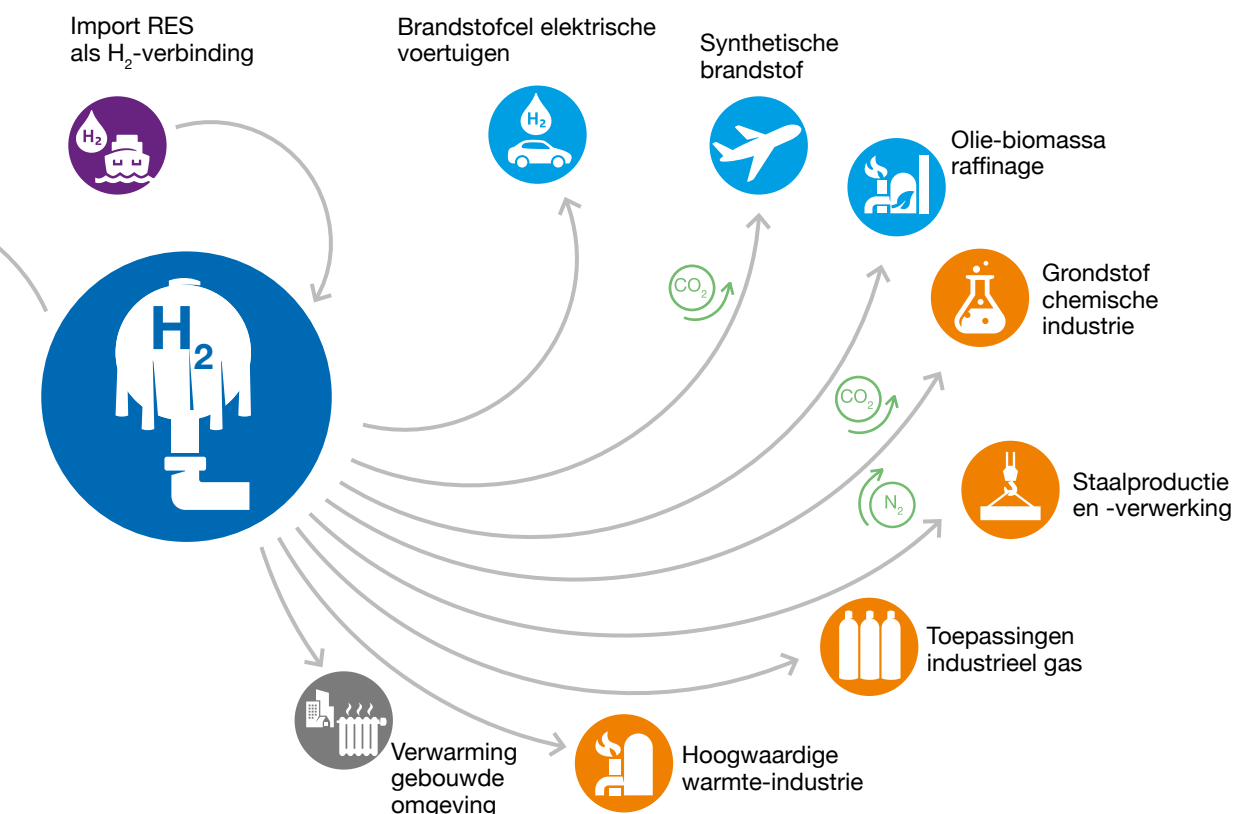 Import RES
als H₂-verbinding
Brandstofcel elektrische
voertuigen
Synthetische
brandstof
Olie-biomassa
raffinage
H₂
H₂
H₂
CO₂
Grondstof
chemische
industrie
CO₂
N₂
Staalproductie
en -verwerking
Toepassingen
industrieel gas
Hoogwaardige
warmte-industrie
Verwarming
gebouwde
omgeving